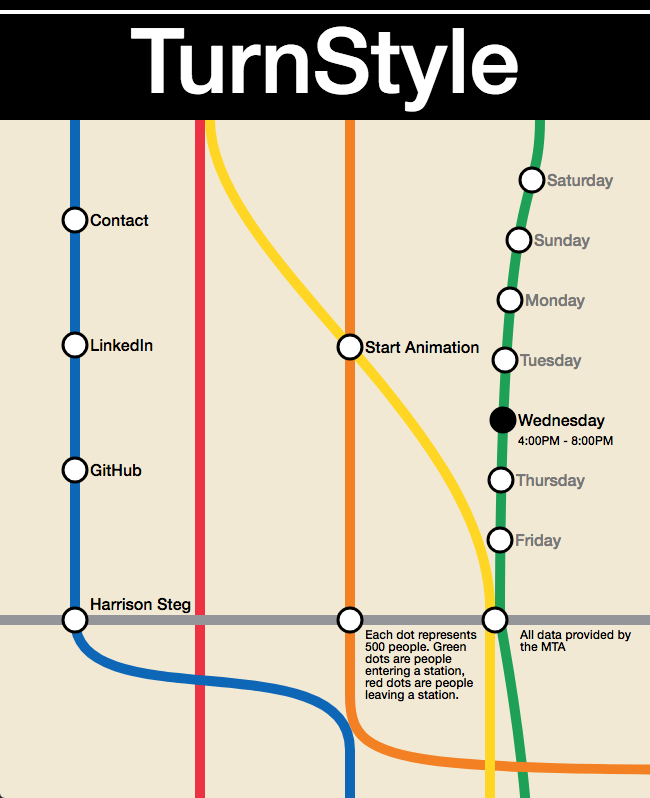 TurnStyle
Saturday
Contact
Sunday
Monday
LinkedIn
Start Animation
Tuesday
Wednesday
4:00PM - 8:00PM
GitHub
Thursday
Friday
Harrison Steg
Each dot represents
500 people. Green
dots are people
entering a station,
red dots are people
leaving a station.
All data provided by
the MTA